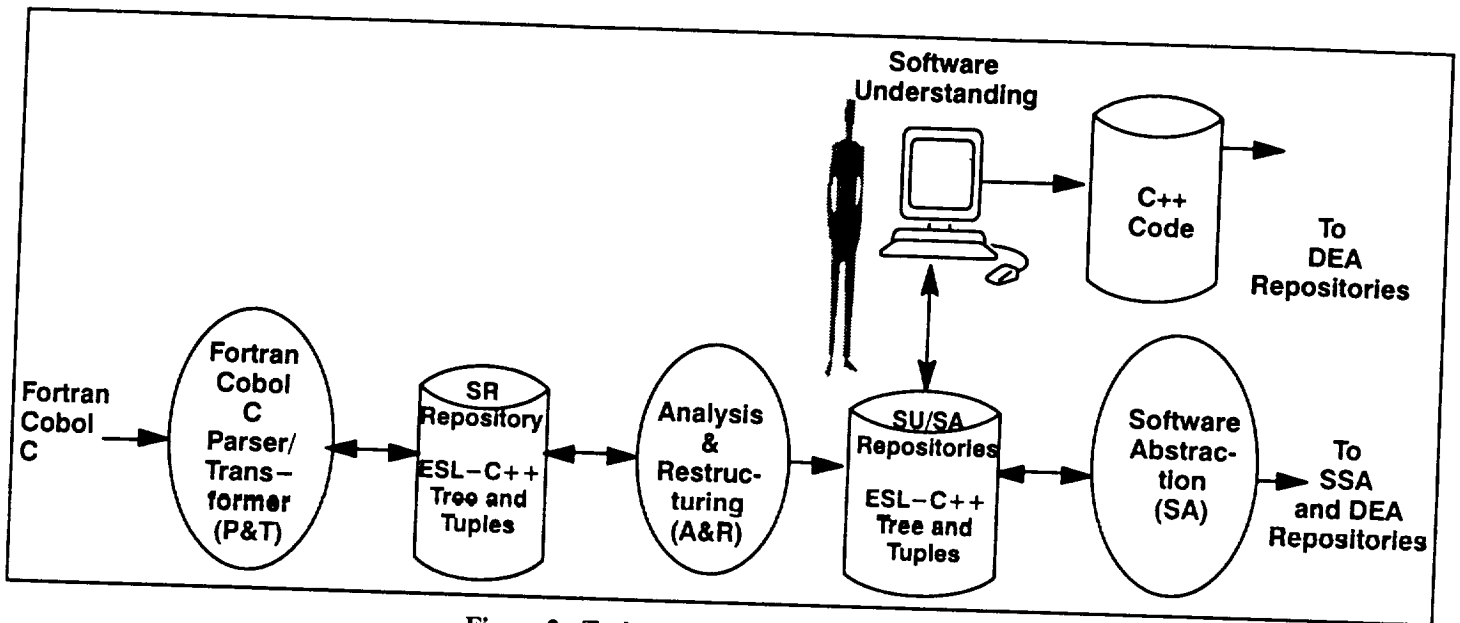 Software
Understanding
C++
Code
To
DEA
Repositories
Fortran
Cobol
C
Fortran
Cobol
C
Parser/
Trans-
former
(P&T)
SR
Repository
ESL-C++
Tree and
Tuples
Analysis
&
Restruc-
turing
(A&R)
SU/SA
Repositories
ESL-C++
Tree and
Tuples
Software
Abstrac-
tion
(SA)
To
SSA
and DEA
Repositories